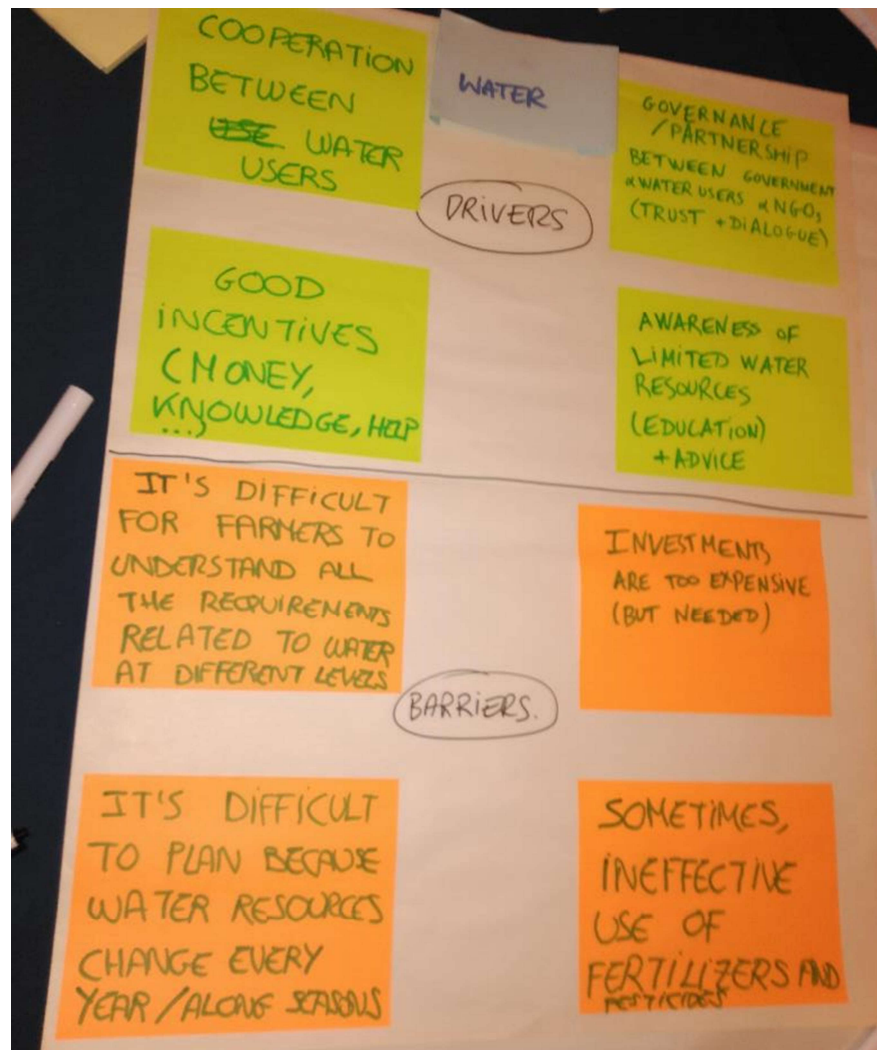 COOPERATION
BETWEEN
WATER
USERS
WATER
GOVERNANCE
/PARTNERSHIP
BETWEEN GOVERNMENT
& WATER USERS & NGOs
(TRUST + DIALOGUE)
DRIVERS
GOOD
INCENTIVES
(MONEY,
KNOWLEDGE, HELP
...)
AWARENESS OF
LIMITED WATER
RESOURCES
(EDUCATION)
+ ADVICE
IT'S DIFFICULT
FOR FARMERS TO
UNDERSTAND ALL
THE REQUIREMENTS
RELATED TO WATER
AT DIFFERENT LEVELS
INVESTMENTS
ARE TOO EXPENSIVE
(BUT NEEDED)
BARRIERS.
IT'S DIFFICULT
TO PLAN BECAUSE
WATER RESOURCES
CHANGE EVERY
YEAR/ALONG SEASONS
SOMETIMES,
INEFFECTIVE
USE OF
FERTILIZERS AND
PESTICIDES